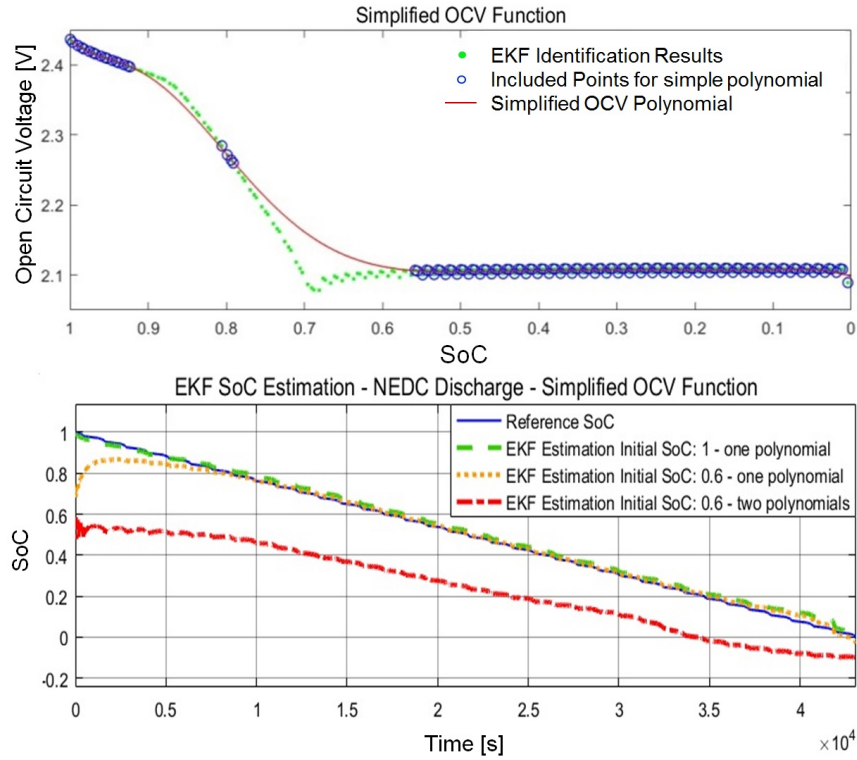 Simplified OCV Function
Open Circuit Voltage [V]
2.4
2.3
2.2
2.1
EKF Identification Results
Included Points for simple polynomial
Simplified OCV Polynomial
1 0.9 0.8 0.7 0.6 0.5 0.4 0.3 0.2 0.1 0
SoC
EKF SoC Estimation - NEDC Discharge - Simplified OCV Function
SoC
1
0.8
0.6
0.4
0.2
0
-0.2
Reference SoC
EKF Estimation Initial SoC: 1 - one polynomial
EKF Estimation Initial SoC: 0.6 - one polynomial
EKF Estimation Initial SoC: 0.6 - two polynomials
0 0.5 1 1.5 2 2.5 3 3.5 4
Time [s]
×10⁴